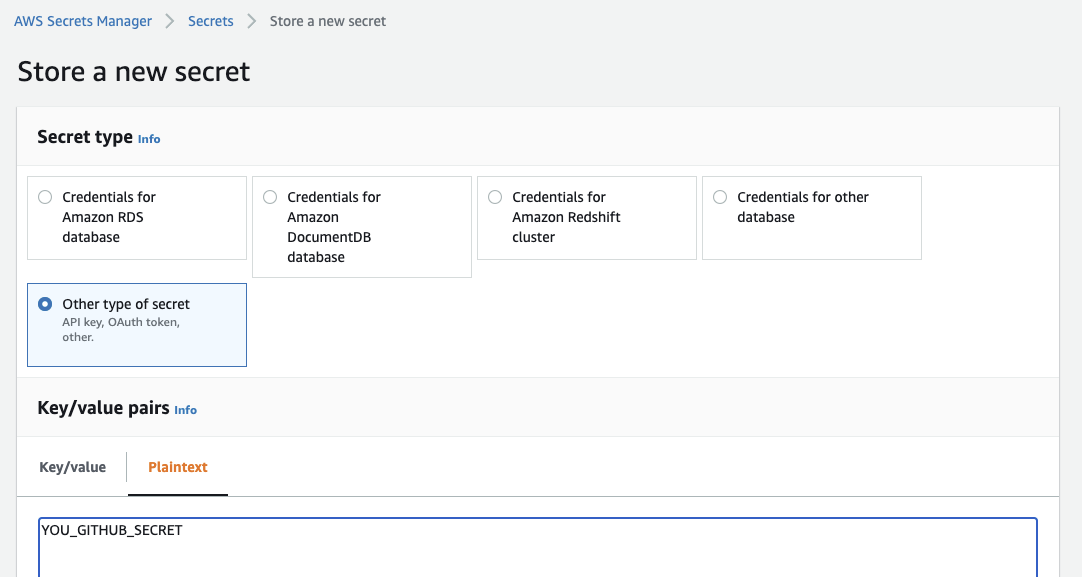 AWS Secrets Manager > Secrets > Store a new secret
Store a new secret
Secret type Info
Credentials for
Amazon RDS
database
Credentials for
Amazon
DocumentDB
database
Credentials for
Amazon Redshift
cluster
Credentials for other
database
Other type of secret
API key, OAuth token,
other.
Key/value pairs Info
Key/value
Plaintext
YOU_GITHUB_SECRET